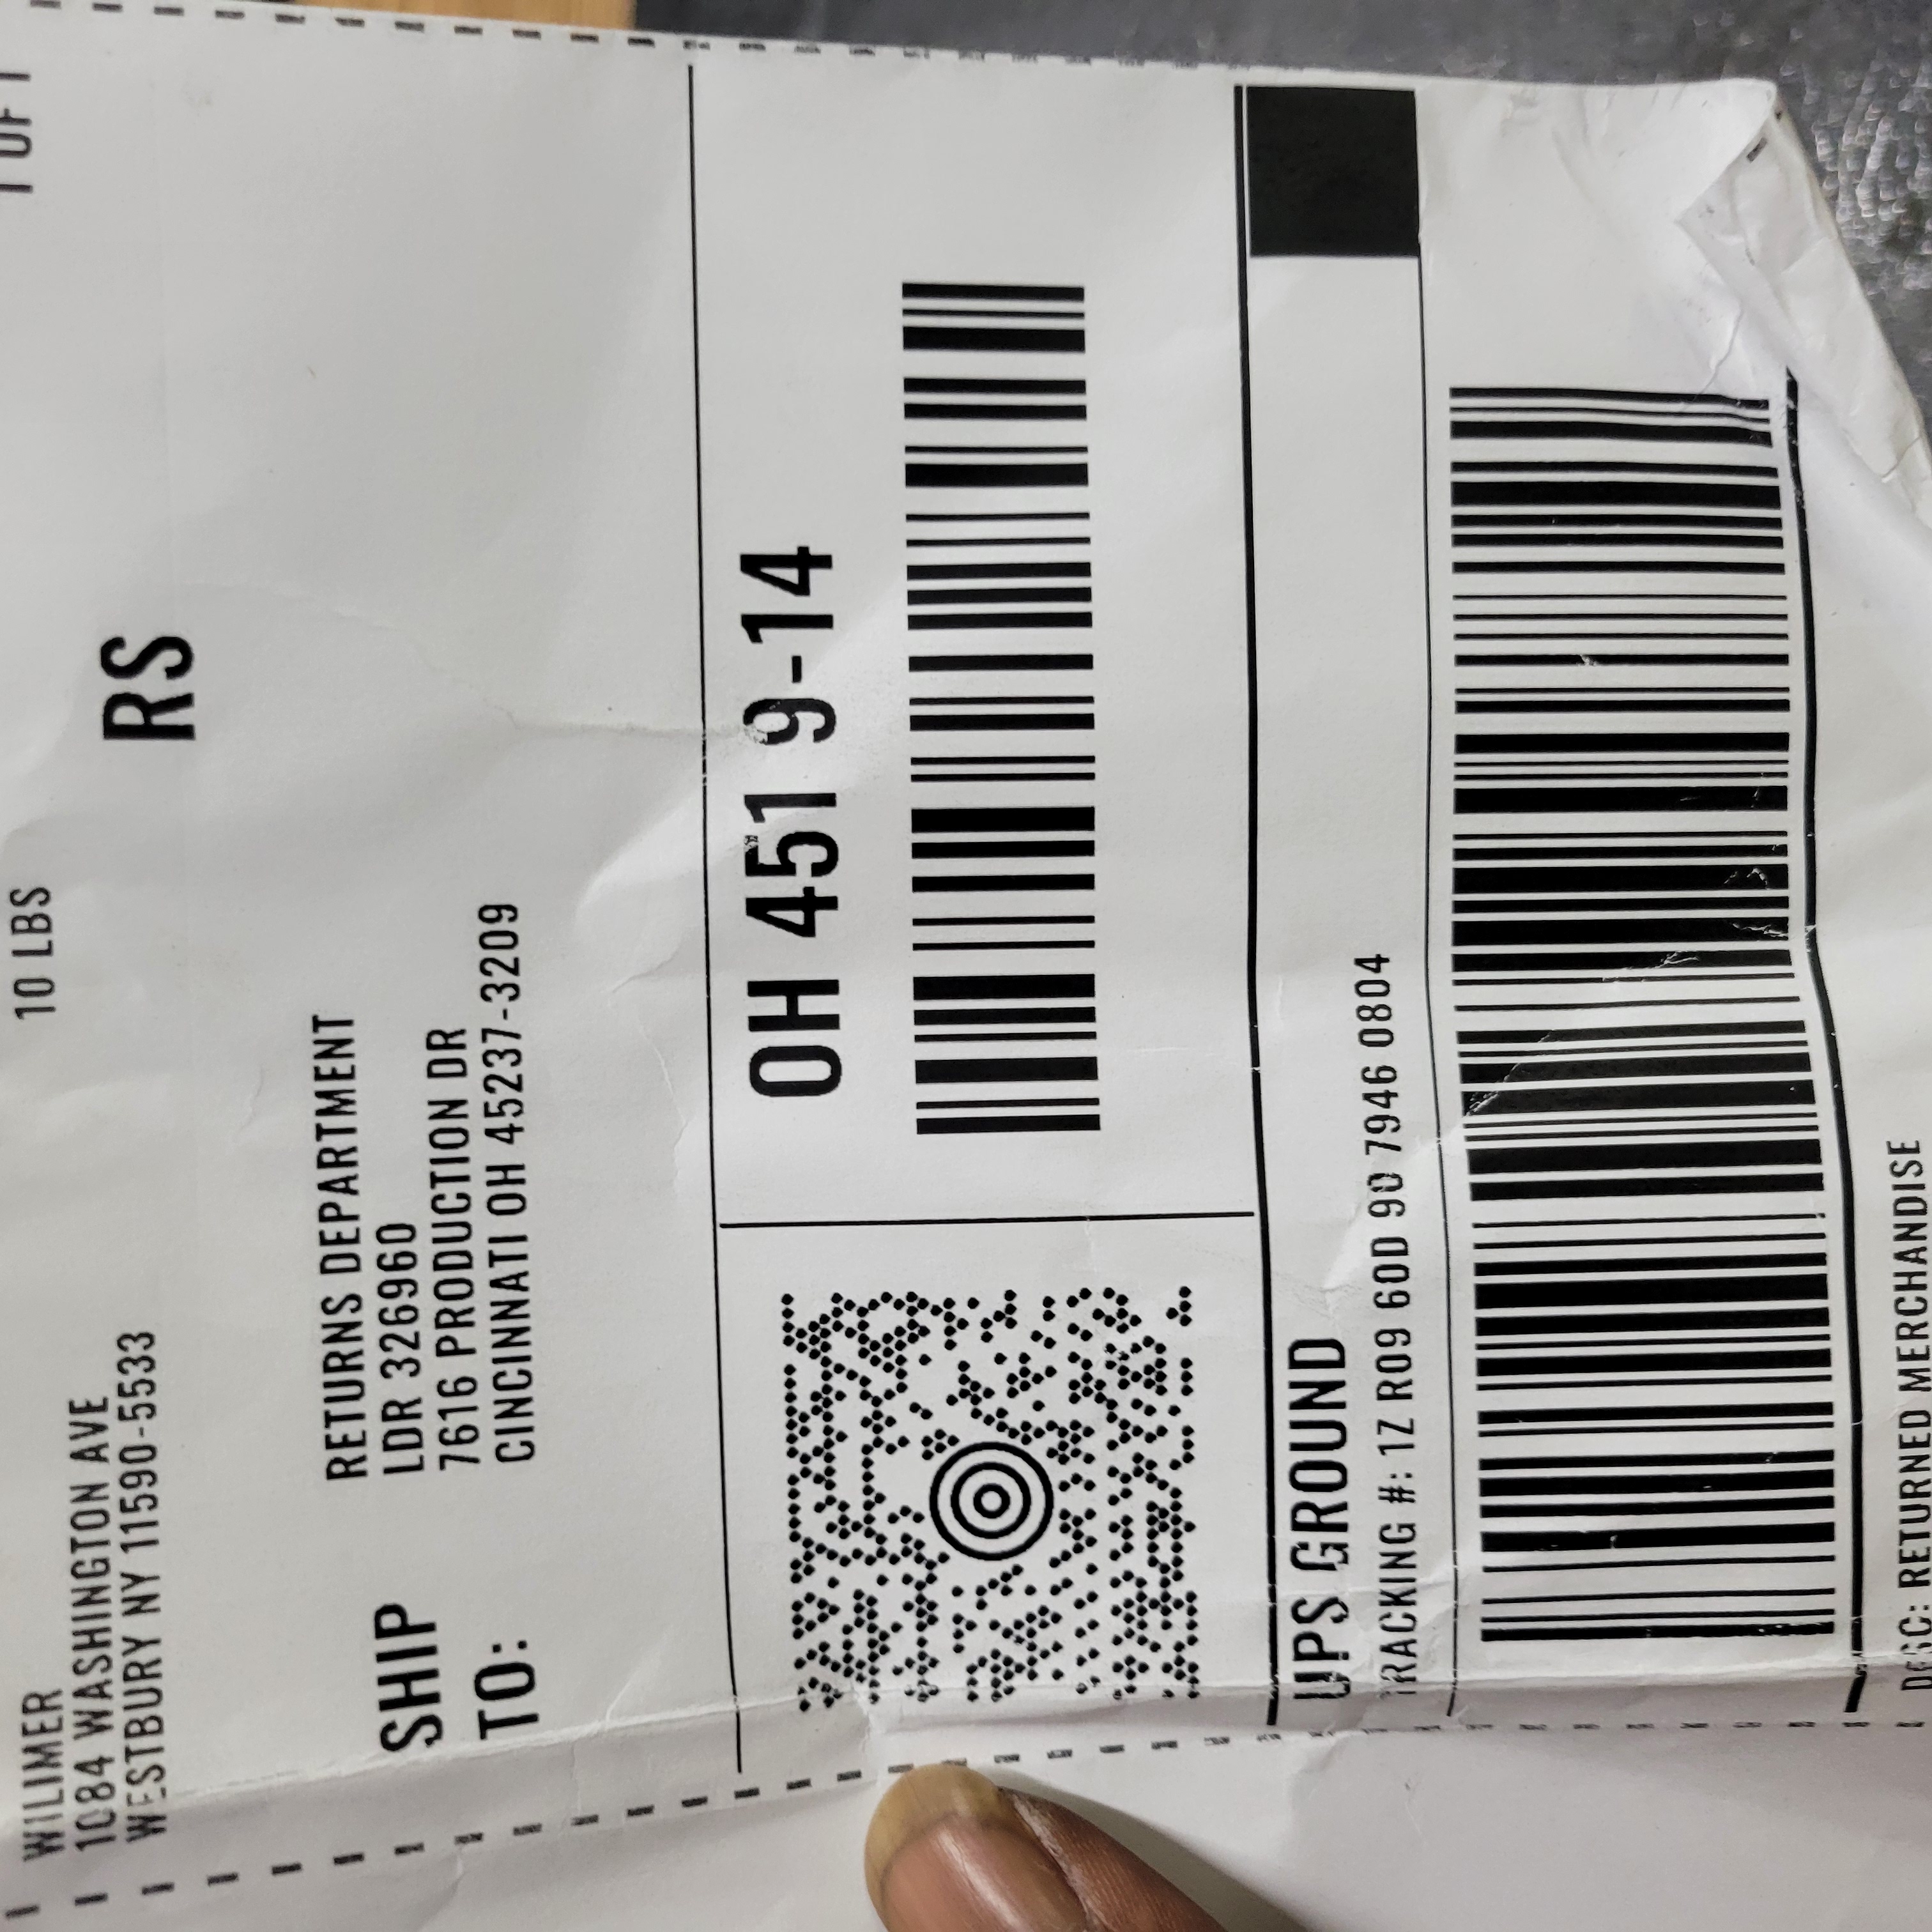 WILIMER
10 LBS
1 OF 1
1084 WASHINGTON AVE
WESTBURY NY 11590-5533
RS
SHIP
TO:
RETURNS DEPARTMENT
LDR 326960
7616 PRODUCTION DR
CINCINNATI OH 45237-3209
OH 451 9-14
UPS GROUND
TRACKING #: 1Z R09 60D 90 7946 0804
DESC: RETURNED MERCHANDISE